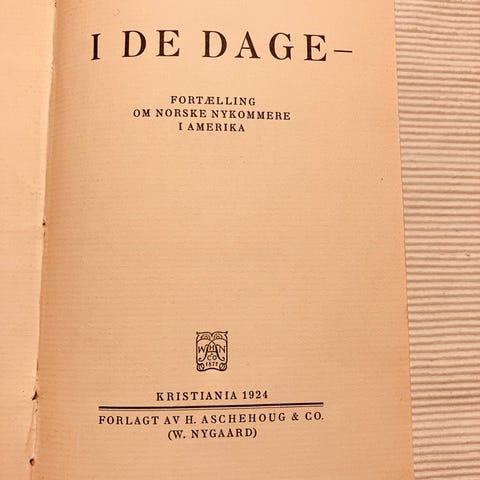 I DE DAGE–
FORTÆLLING
OM NORSKE NYKOMMERE
I AMERIKA
KRISTIANIA 1924
FORLAGT AV H. ASCHEHOUG & CO.
(W. NYGAARD)